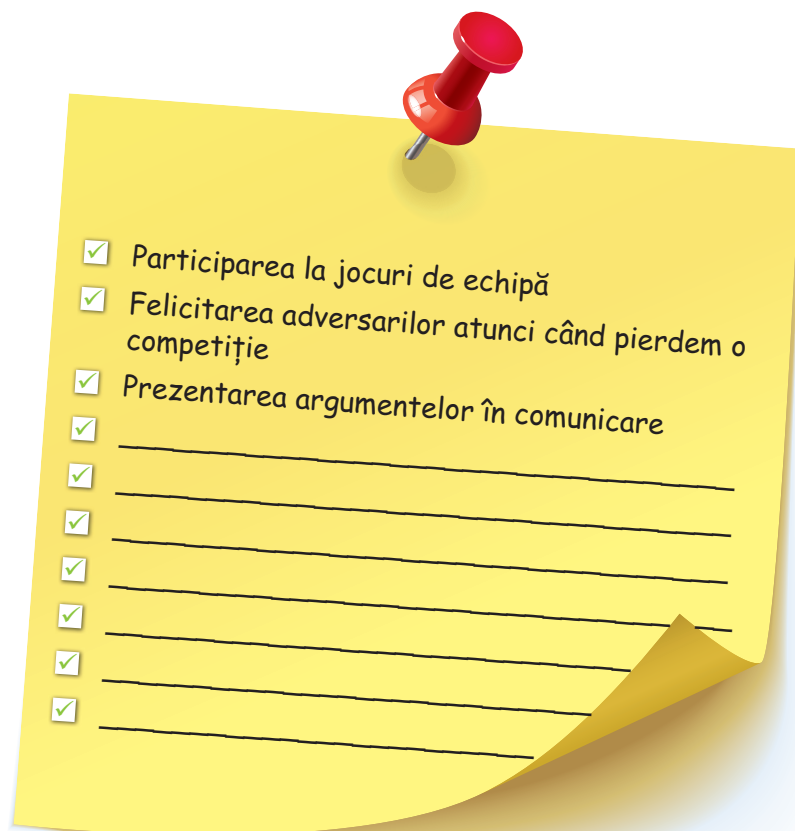 Participarea la jocuri de echipă
Felicitarea adversarilor atunci când pierdem o
competiție
Prezentarea argumentelor în comunicare